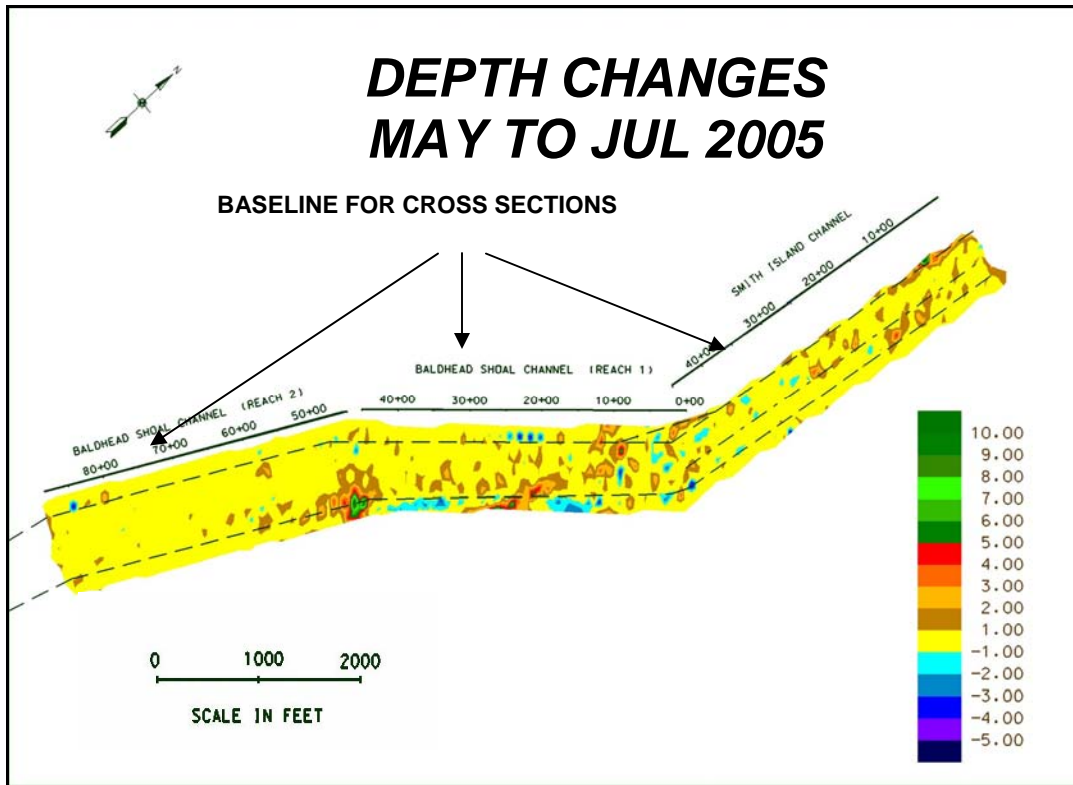 DEPTH CHANGES
MAY TO JUL 2005
N
BASELINE FOR CROSS SECTIONS
SMITH ISLAND CHANNEL
10+00
20+00
30+00
40+00
BALDHEAD SHOAL CHANNEL (REACH 1)
40+00 30+00 20+00 10+00 0+00
BALDHEAD SHOAL CHANNEL (REACH 2)
80+00 70+00 60+00 50+00
10.00
9.00
8.00
7.00
6.00
5.00
4.00
3.00
2.00
1.00
-1.00
-2.00
-3.00
-4.00
-5.00
0 1000 2000
SCALE IN FEET